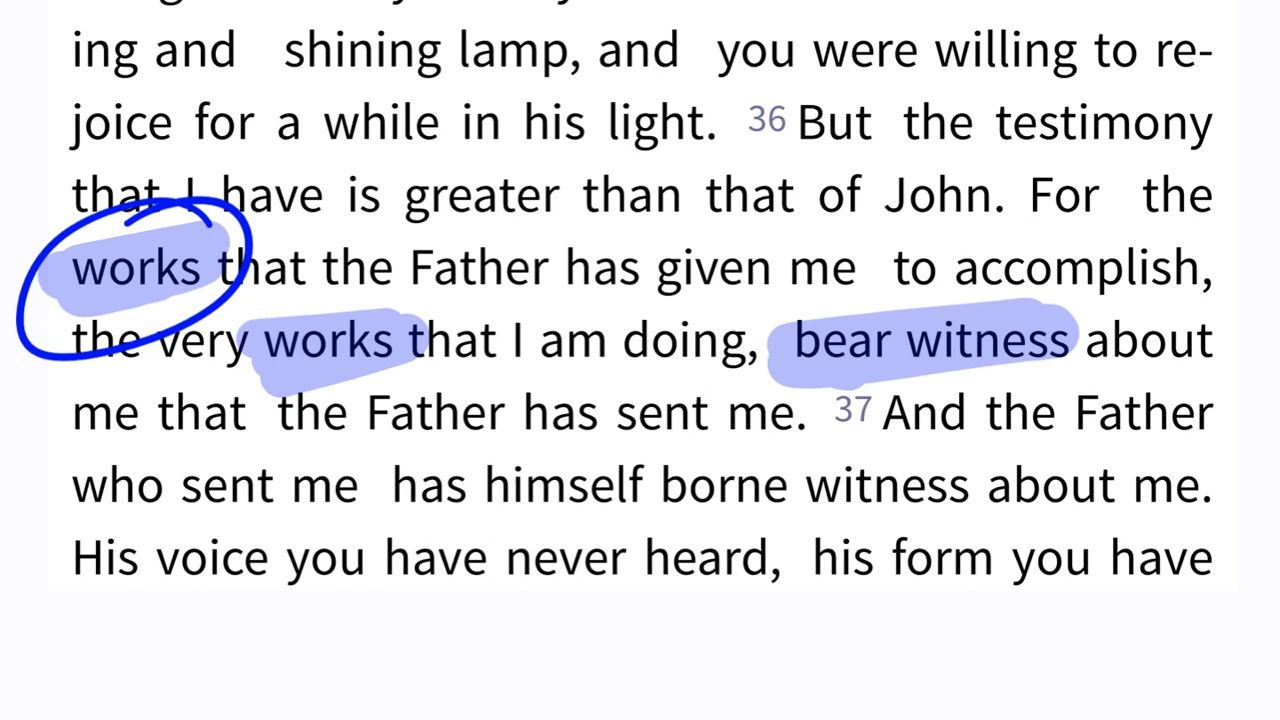 ing and shining lamp, and you were willing to re-
joice for a while in his light. 36 But the testimony
that I have is greater than that of John. For the
works that the Father has given me to accomplish,
the very works that I am doing, bear witness about
me that the Father has sent me. 37 And the Father
who sent me has himself borne witness about me.
His voice you have never heard, his form you have